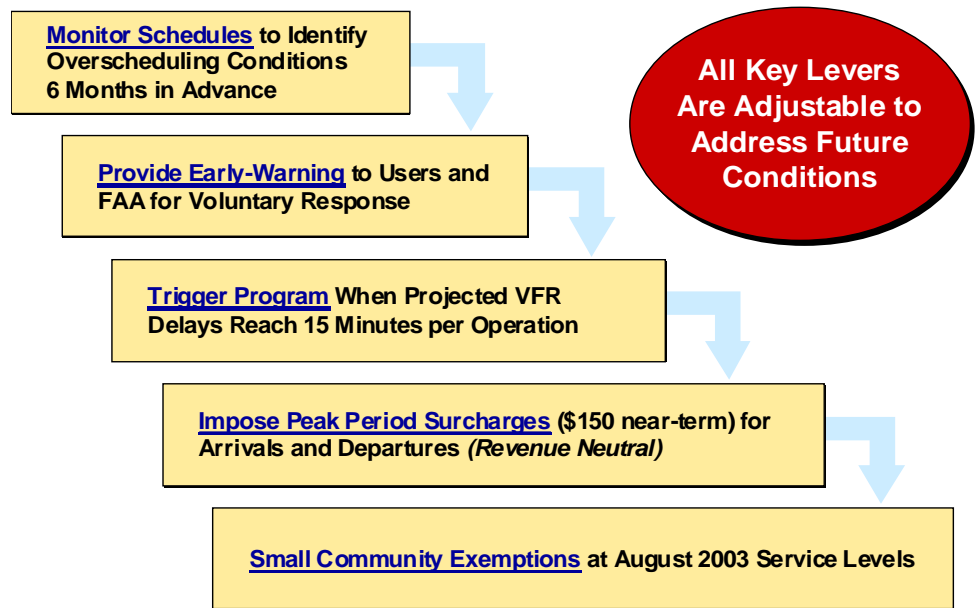 Monitor Schedules to Identify
Overscheduling Conditions
6 Months in Advance
All Key Levers
Are Adjustable to
Address Future
Conditions
Provide Early-Warning to Users and
FAA for Voluntary Response
Trigger Program When Projected VFR
Delays Reach 15 Minutes per Operation
Impose Peak Period Surcharges ($150 near-term) for
Arrivals and Departures (Revenue Neutral)
Small Community Exemptions at August 2003 Service Levels